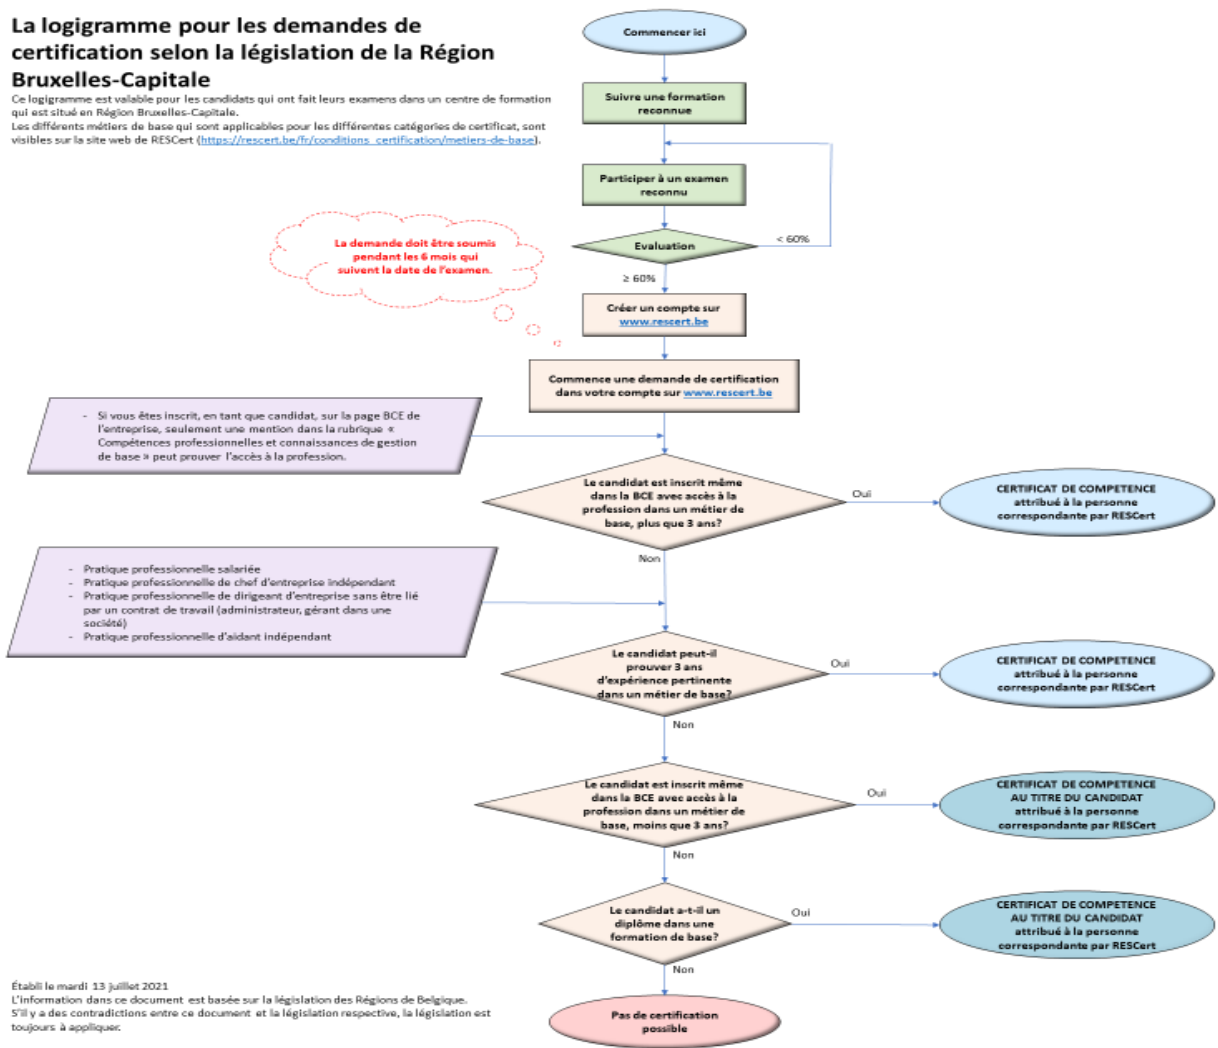 La logigramme pour les demandes de
certification selon la législation de la Région
Bruxelles-Capitale
Ce logigramme est valable pour les candidats qui ont fait leurs examens dans un centre de formation
qui est situé en Région Bruxelles-Capitale.
Les différents métiers de base qui sont applicables pour les différentes catégories de certificat, sont
visibles sur la site web de RESCert (https://rescert.be/fr/conditions_certification/metiers-de-base).
Commencer ici
Suivre une formation
reconnue
Participer à un examen
reconnu
Evaluation
< 60%
≥ 60%
La demande doit être soumis
pendant les 6 mois qui
suivent la date de l'examen.
Créer un compte sur
www.rescert.be
Commence une demande de certification
dans votre compte sur www.rescert.be
- Si vous êtes inscrit, en tant que candidat, sur la page BCE de
l'entreprise, seulement une mention dans la rubrique «
Compétences professionnelles et connaissances de gestion
de base » peut prouver l'accès à la profession.
Le candidat est inscrit même
dans la BCE avec accès à la
profession dans un métier de
base, plus que 3 ans?
Oui
CERTIFICAT DE COMPETENCE
attribué à la personne
correspondante par RESCert
Non
- Pratique professionnelle salariée
- Pratique professionnelle de chef d'entreprise indépendant
- Pratique professionnelle de dirigeant d'entreprise sans être lié
par un contrat de travail (administrateur, gérant dans une
société)
- Pratique professionnelle d'aidant indépendant
Le candidat peut-il
prouver 3 ans
d'expérience pertinente
dans un métier de base?
Oui
CERTIFICAT DE COMPETENCE
attribué à la personne
correspondante par RESCert
Non
Le candidat est inscrit même
dans la BCE avec accès à la
profession dans un métier de
base, moins que 3 ans?
Oui
CERTIFICAT DE COMPETENCE
AU TITRE DU CANDIDAT
attribué à la personne
correspondante par RESCert
Non
Le candidat a-t-il un
diplôme dans une
formation de base?
Oui
CERTIFICAT DE COMPETENCE
AU TITRE DU CANDIDAT
attribué à la personne
correspondante par RESCert
Non
Pas de certification
possible
Établi le mardi 13 juillet 2021
L'information dans ce document est basée sur la législation des Régions de Belgique.
S'il y a des contradictions entre ce document et la législation respective, la législation est
toujours à appliquer.